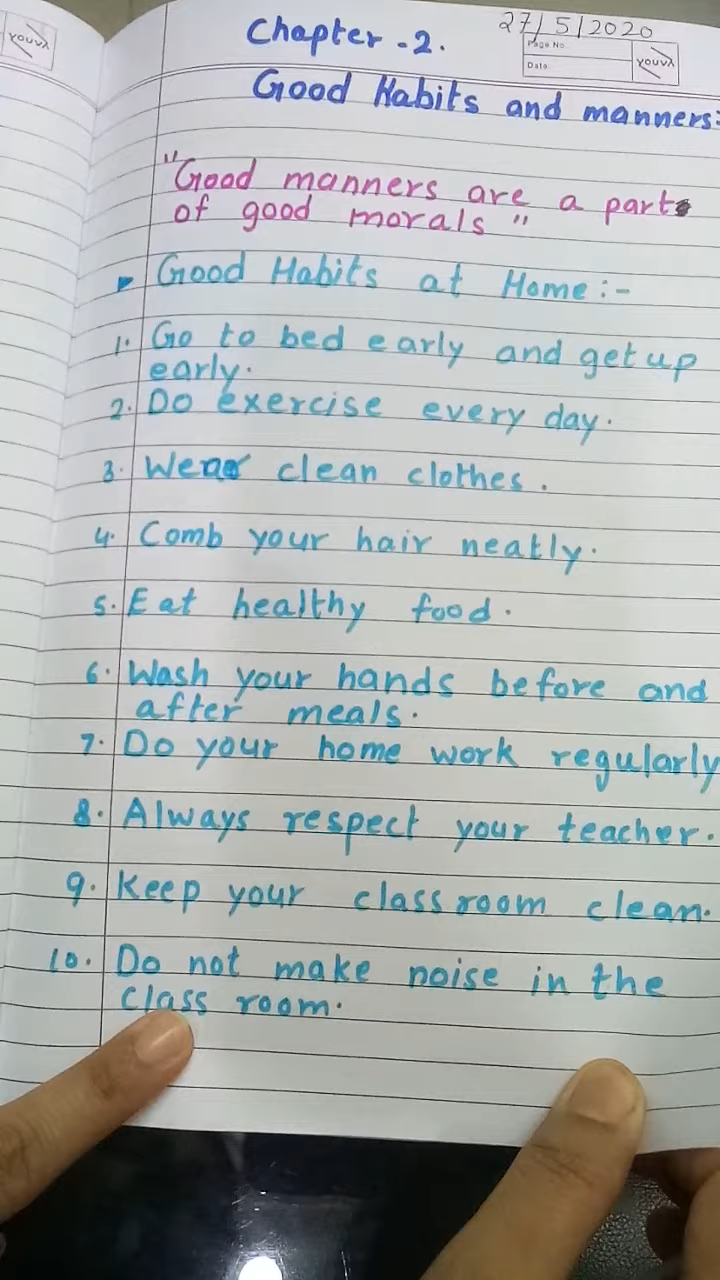 youva
27/5/2020
Chapter -2.
Page No.
Date
youva
Good Habits and manners:
"Good manners are a part
of good morals"
Good Habits at Home:-
1. Go to bed early and get up
early.
2. Do exercise every day.
3. Wear clean clothes.
4. Comb your hair neatly.
5. Eat healthy food.
6. Wash your hands before and
after meals.
7. Do your home work regularly
8. Always respect your teacher.
9. Keep your class room clean.
10. Do not make noise in the
class room.